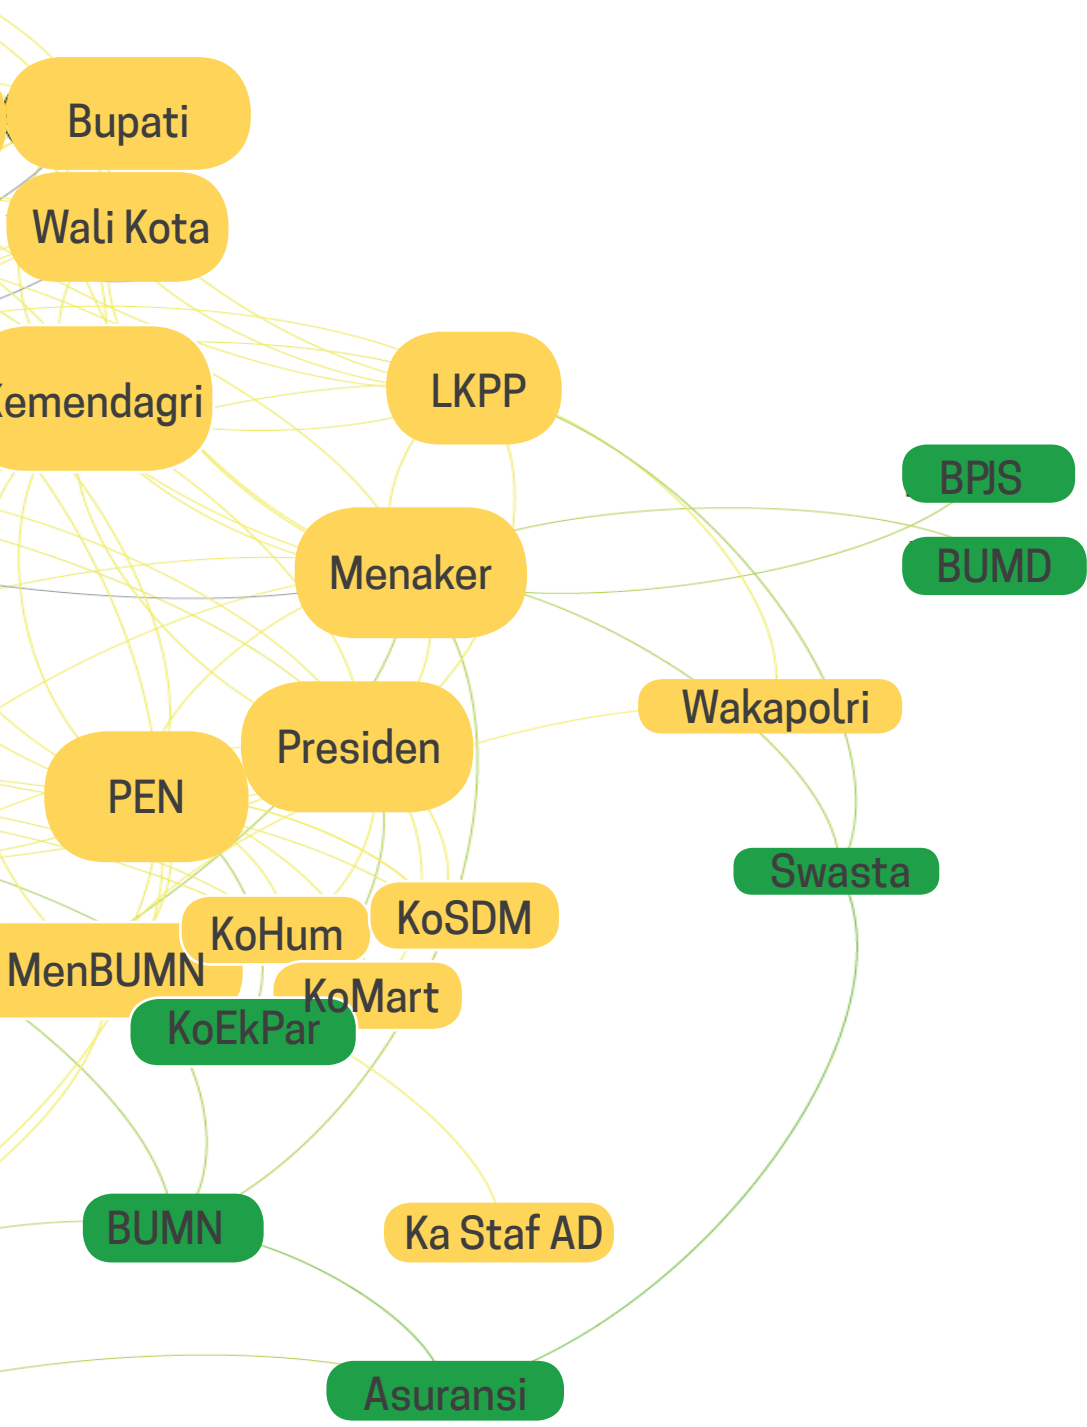 Bupati
Wali Kota
Kemendagri
LKPP
BPJS
BUMD
Menaker
Wakapolri
Presiden
PEN
Swasta
KoSDM
KoHum
MenBUMN
KoMart
KoEkPar
BUMN
Ka Staf AD
Asuransi